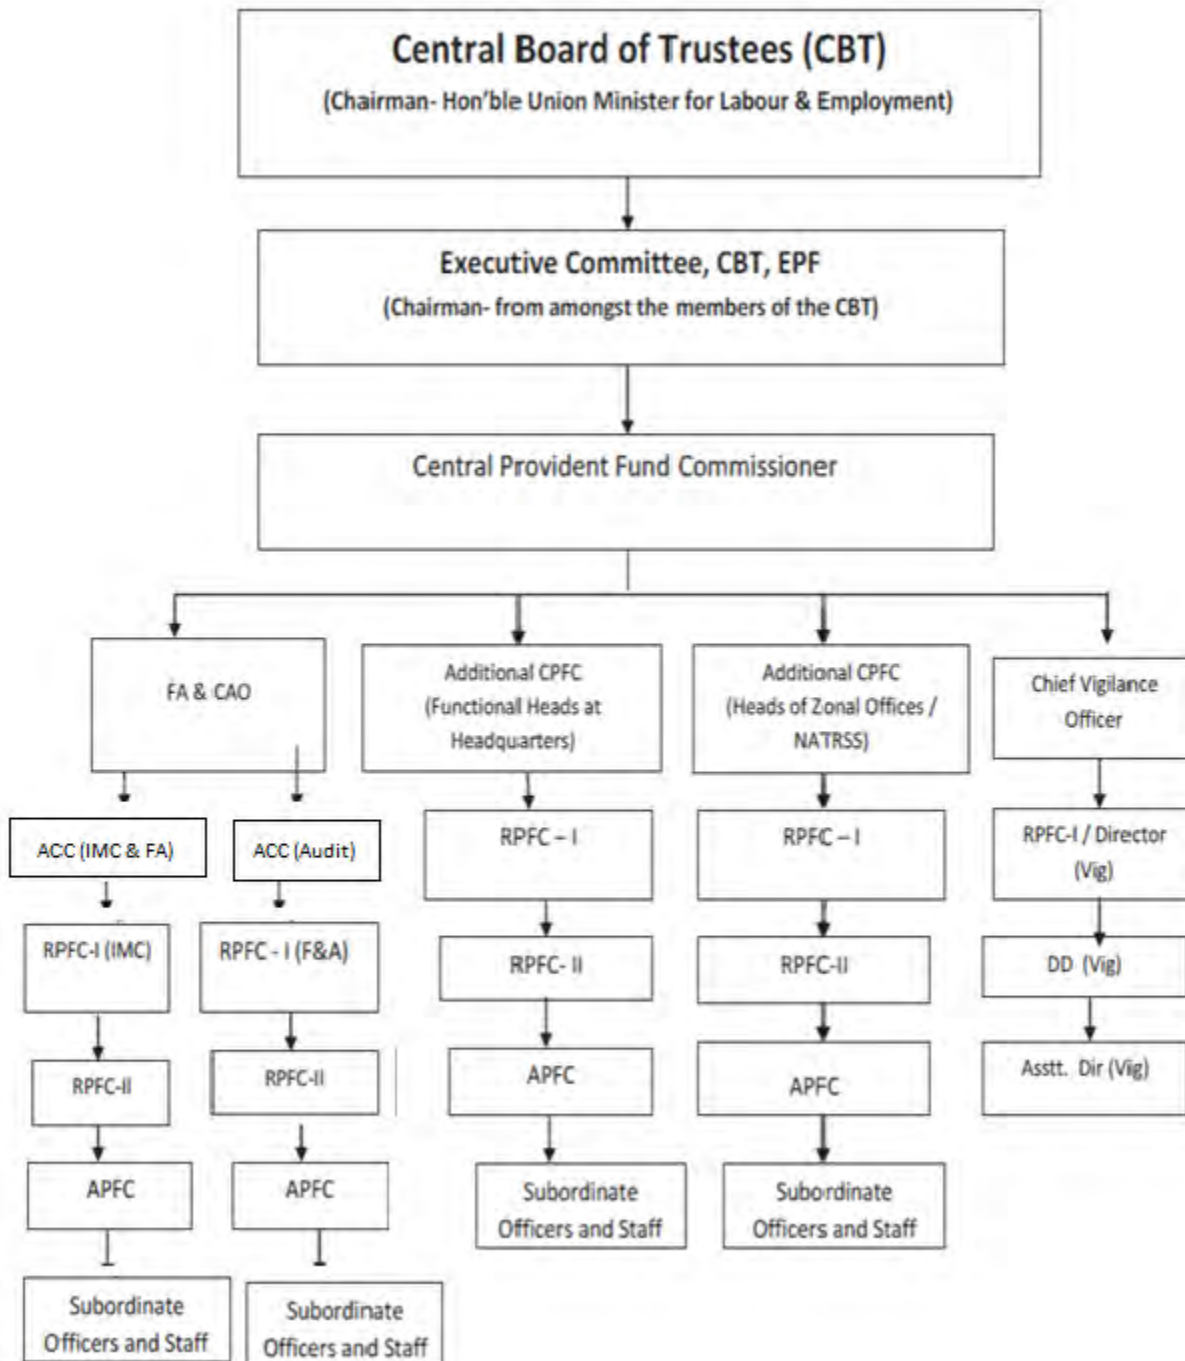 Central Board of Trustees (CBT)
(Chairman- Hon'ble Union Minister for Labour & Employment)
Executive Committee, CBT, EPF
(Chairman- from amongst the members of the CBT)
Central Provident Fund Commissioner
FA & CAO
Additional CPFC
(Functional Heads at
Headquarters)
Additional CPFC
(Heads of Zonal Offices /
NATRSS)
Chief Vigilance
Officer
ACC (IMC & FA)
ACC (Audit)
RPFC – I
RPFC – I
RPFC-I / Director
(Vig)
RPFC-I (IMC)
RPFC - I (F&A)
RPFC- II
RPFC-II
DD (Vig)
RPFC-II
RPFC-II
APFC
APFC
Asstt. Dir (Vig)
APFC
APFC
Subordinate
Officers and Staff
Subordinate
Officers and Staff
Subordinate
Officers and Staff
Subordinate
Officers and Staff